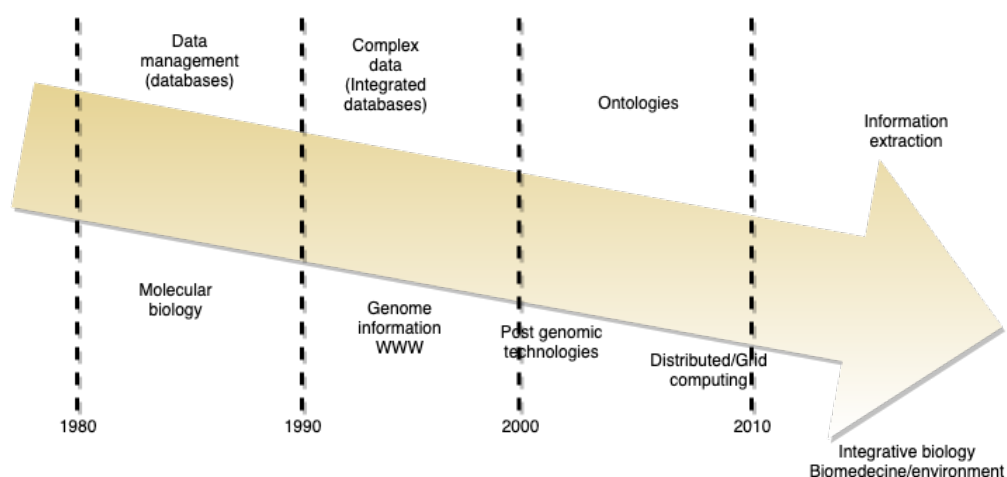 Data
management
(databases)
Complex
data
(Integrated
databases)
Ontologies
Information
extraction
Molecular
biology
Genome
information
WWW
Post genomic
technologies
Distributed/Grid
computing
1980
1990
2000
2010
Integrative biology
Biomedecine/environment